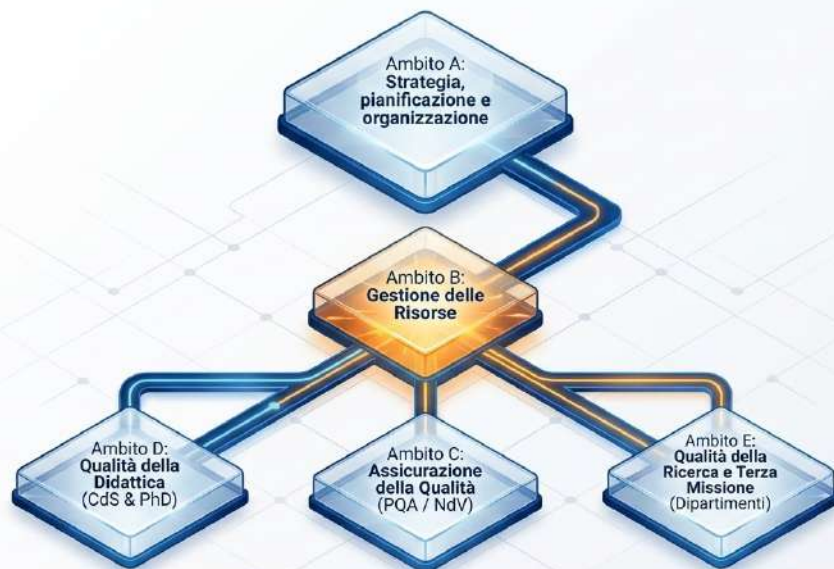 Ambito A:
Strategia,
pianificazione e
organizzazione
Ambito B:
Gestione delle
Risorse
Ambito D:
Qualità della
Didattica
(CdS & PhD)
Ambito C:
Assicurazione
della Qualità
(PQA / NdV)
Ambito E:
Qualità della
Ricerca e Terza
Missione
(Dipartimenti)